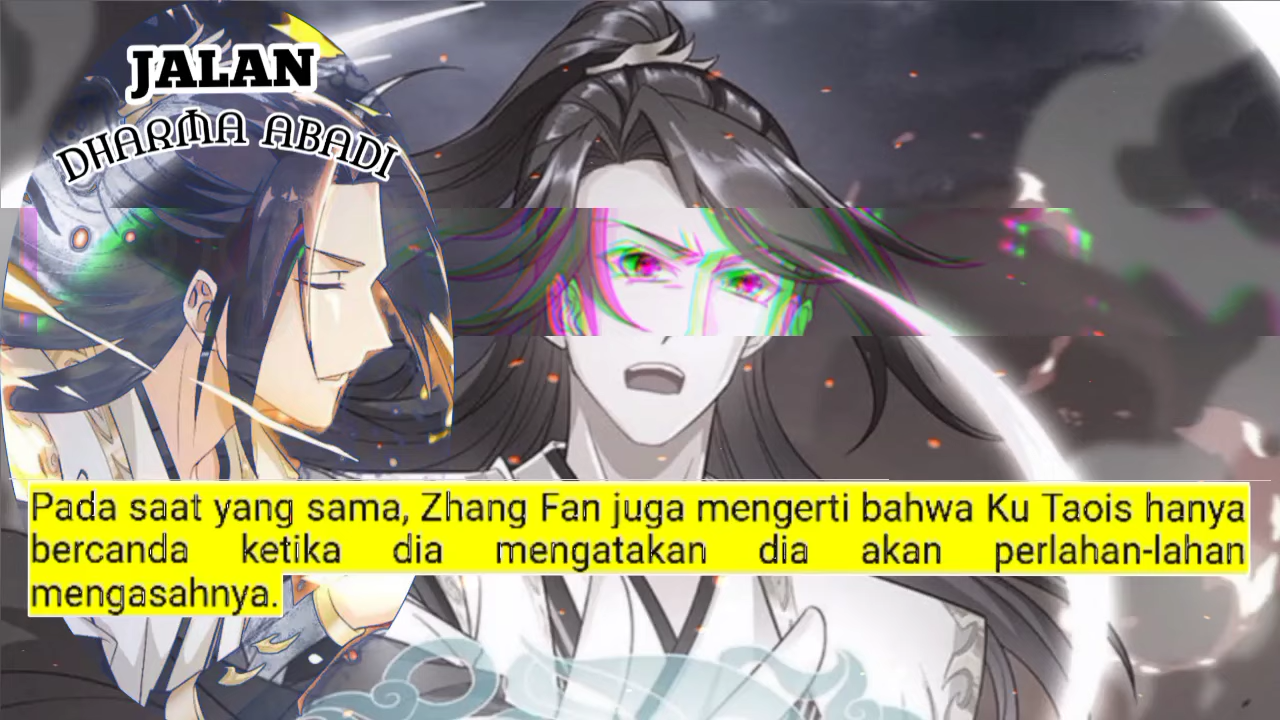 JALAN
DHARMA ABADI
Pada saat yang sama, Zhang Fan juga mengerti bahwa Ku Taois hanya
bercanda ketika dia mengatakan dia akan perlahan-lahan
mengasahnya.